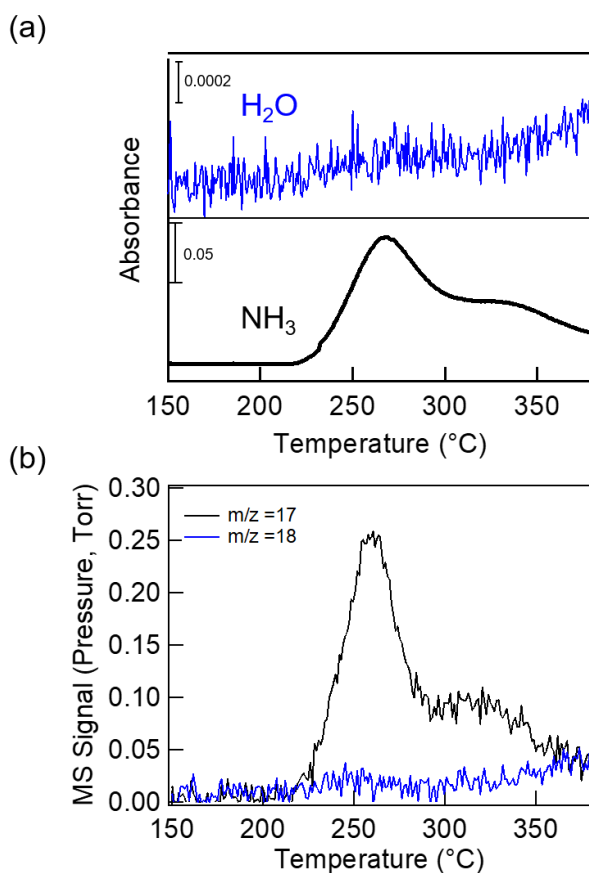 (a)
0.0002
H₂O
Absorbance
0.05
NH₃
150 200 250 300 350
Temperature (°C)
(b)
MS Signal (Pressure, Torr)
0.30
0.25
0.20
0.15
0.10
0.05
0.00
m/z =17
m/z =18
150 200 250 300 350
Temperature (°C)